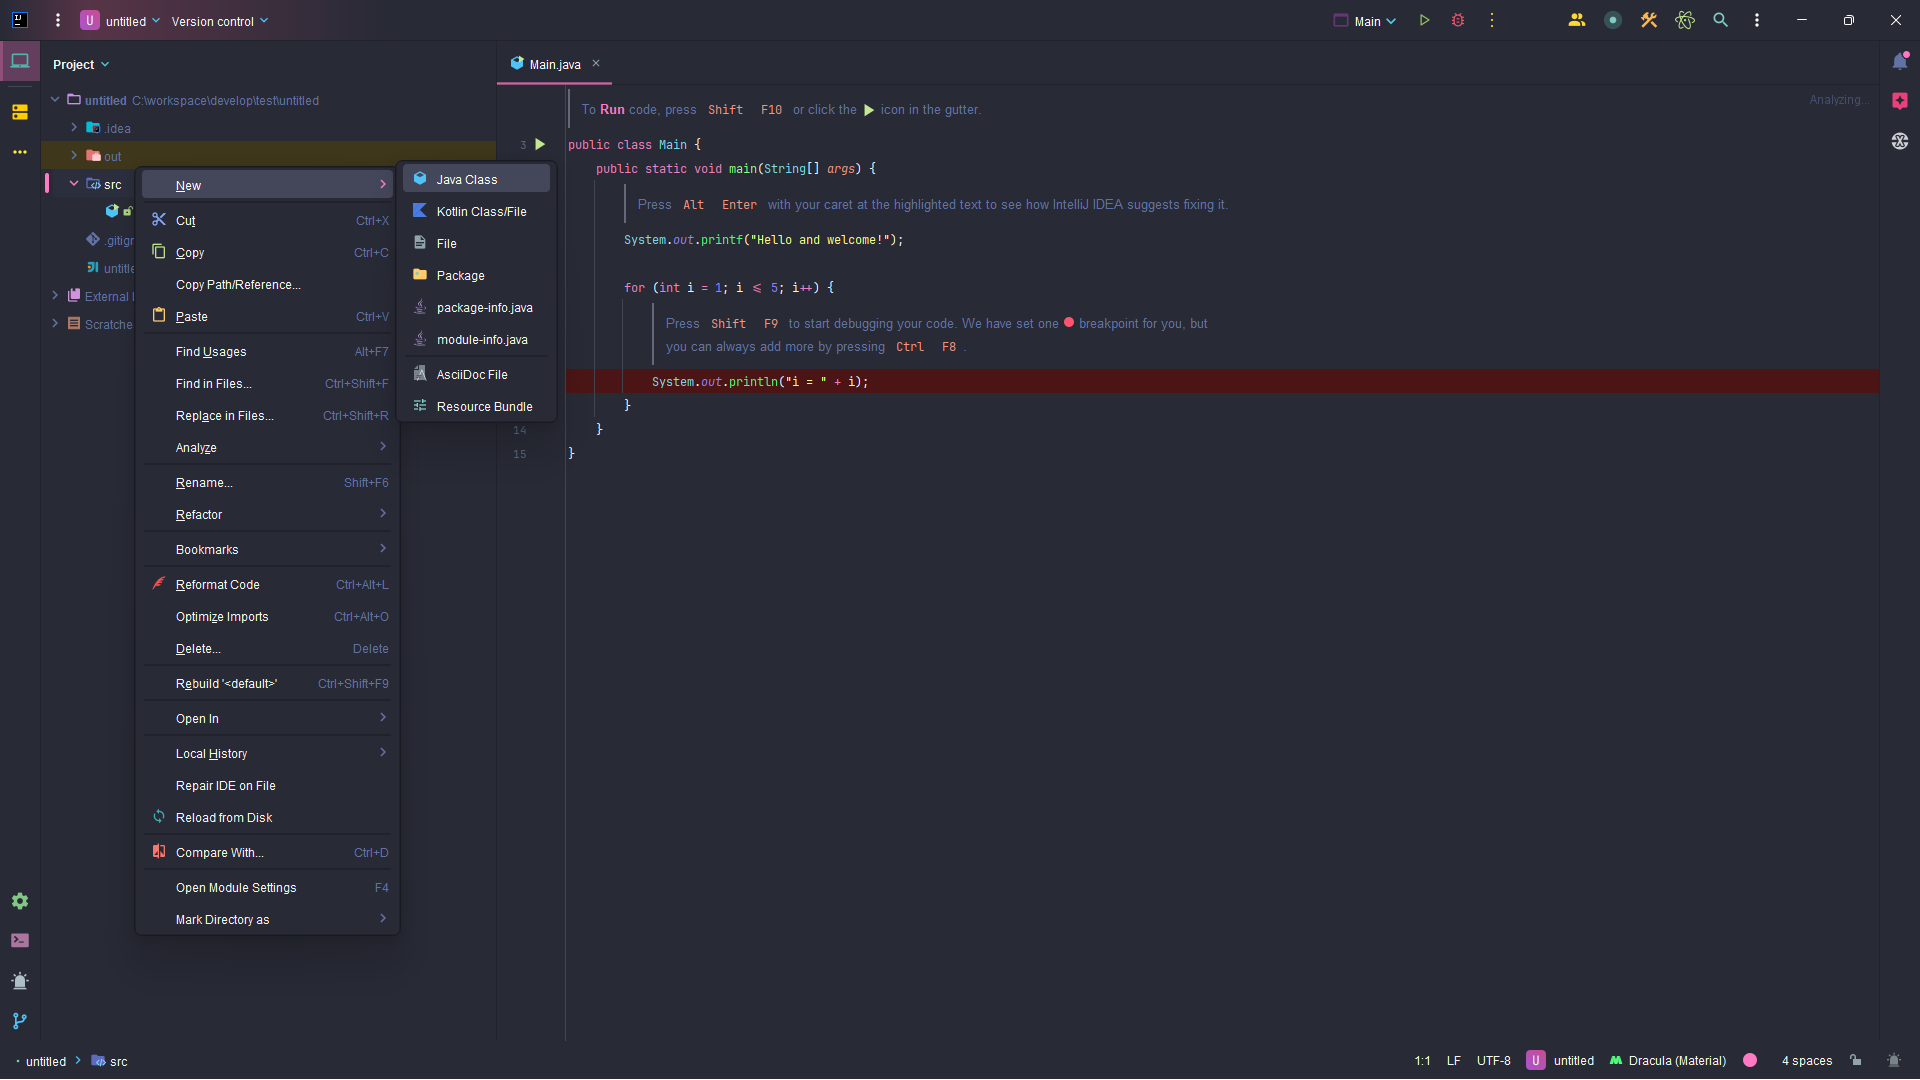 U untitled Version control Main
Project
Main.java
untitled C:\workspace\develop\test\untitled
.idea
out
src
.gitigr
untitle
External
Scratche
New
Cut Ctrl+X
Copy Ctrl+C
Copy Path/Reference...
Paste Ctrl+V
Find Usages Alt+F7
Find in Files... Ctrl+Shift+F
Replace in Files... Ctrl+Shift+R
Analyze
Rename... Shift+F6
Refactor
Bookmarks
Reformat Code Ctrl+Alt+L
Optimize Imports Ctrl+Alt+O
Delete... Delete
Rebuild '<default>' Ctrl+Shift+F9
Open In
Local History
Repair IDE on File
Reload from Disk
Compare With... Ctrl+D
Open Module Settings F4
Mark Directory as
Java Class
Kotlin Class/File
File
Package
package-info.java
module-info.java
AsciiDoc File
Resource Bundle
Analyzing...
To Run code, press Shift F10 or click the icon in the gutter.
3 public class Main {
public static void main(String[] args) {
Press Alt Enter with your caret at the highlighted text to see how IntelliJ IDEA suggests fixing it.
System.out.printf("Hello and welcome!");
for (int i = 1; i ≤ 5; i++) {
Press Shift F9 to start debugging your code. We have set one breakpoint for you, but
you can always add more by pressing Ctrl F8 .
System.out.println("i = " + i);
}
14 }
15 }
untitled src
1:1 LF UTF-8 U untitled Dracula (Material) 4 spaces